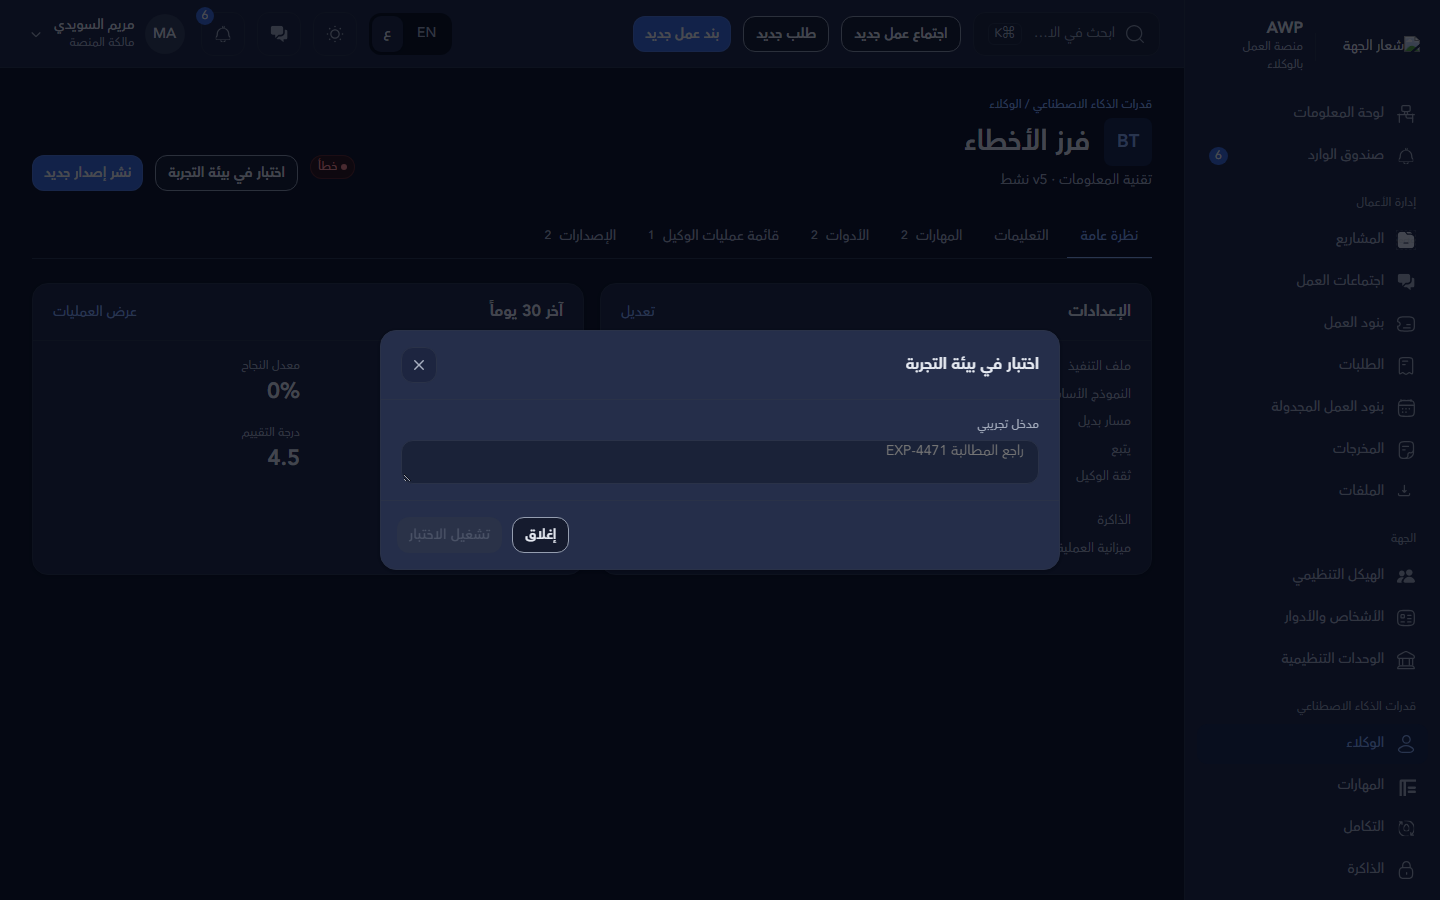 شعار الجهة
AWP
منصة العمل
بالوكلاء
لوحة المعلومات
صندوق الوارد
6
إدارة الأعمال
المشاريع
اجتماعات العمل
بنود العمل
الطلبات
بنود العمل المجدولة
المخرجات
الملفات
الجهة
الهيكل التنظيمي
الأشخاص والأدوار
الوحدات التنظيمية
قدرات الذكاء الاصطناعي
الوكلاء
المهارات
التكامل
الذاكرة
ابحث في الا...
⌘K
اجتماع عمل جديد
طلب جديد
بند عمل جديد
EN
ع
6
MA
مريم السويدي
مالكة المنصة
قدرات الذكاء الاصطناعي / الوكلاء
BT
فرز الأخطاء
تقنية المعلومات · v5 نشط
خطأ
اختبار في بيئة التجربة
نشر إصدار جديد
نظرة عامة
التعليمات
المهارات 2
الأدوات 2
قائمة عمليات الوكيل 1
الإصدارات 2
الإعدادات
تعديل
ملف التنفيذ
النموذج الأسا
مسار بديل
يتبع
ثقة الوكيل
الذاكرة
ميزانية العملية
آخر 30 يوماً
عرض العمليات
معدل النجاح
0%
درجة التقييم
4.5
اختبار في بيئة التجربة
مدخل تجريبي
راجع المطالبة EXP-4471
إغلاق
تشغيل الاختبار